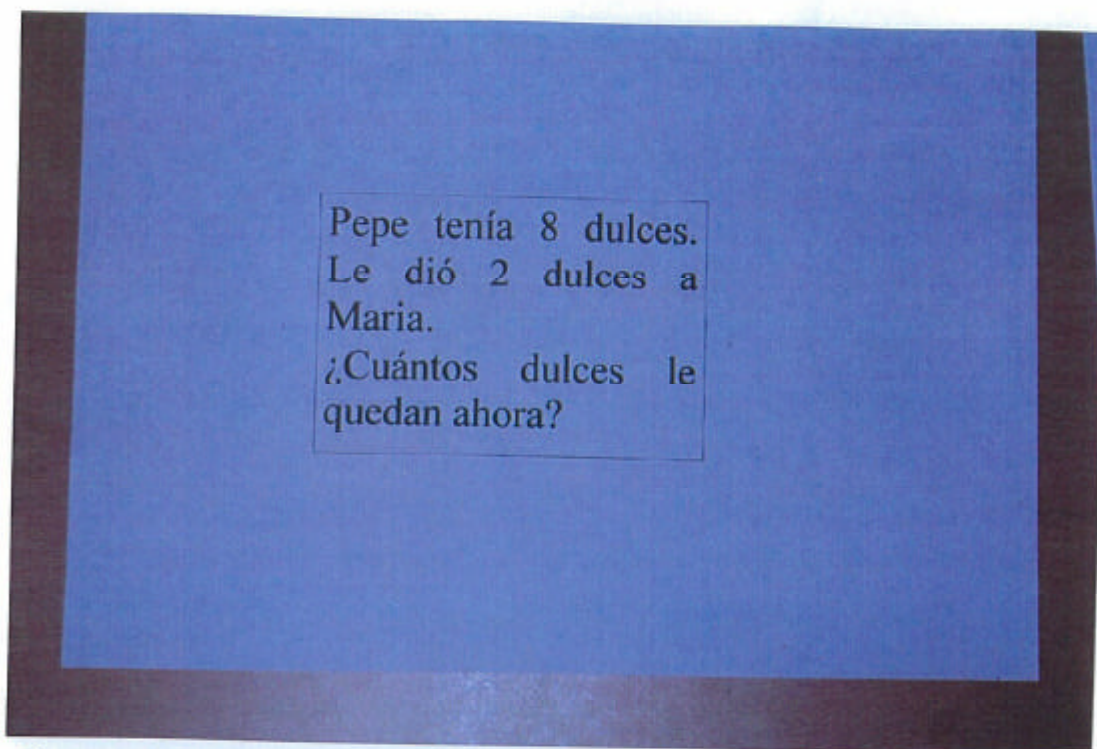 Pepe tenía 8 dulces.
Le dió 2 dulces a
Maria.
¿Cuántos dulces le
quedan ahora?